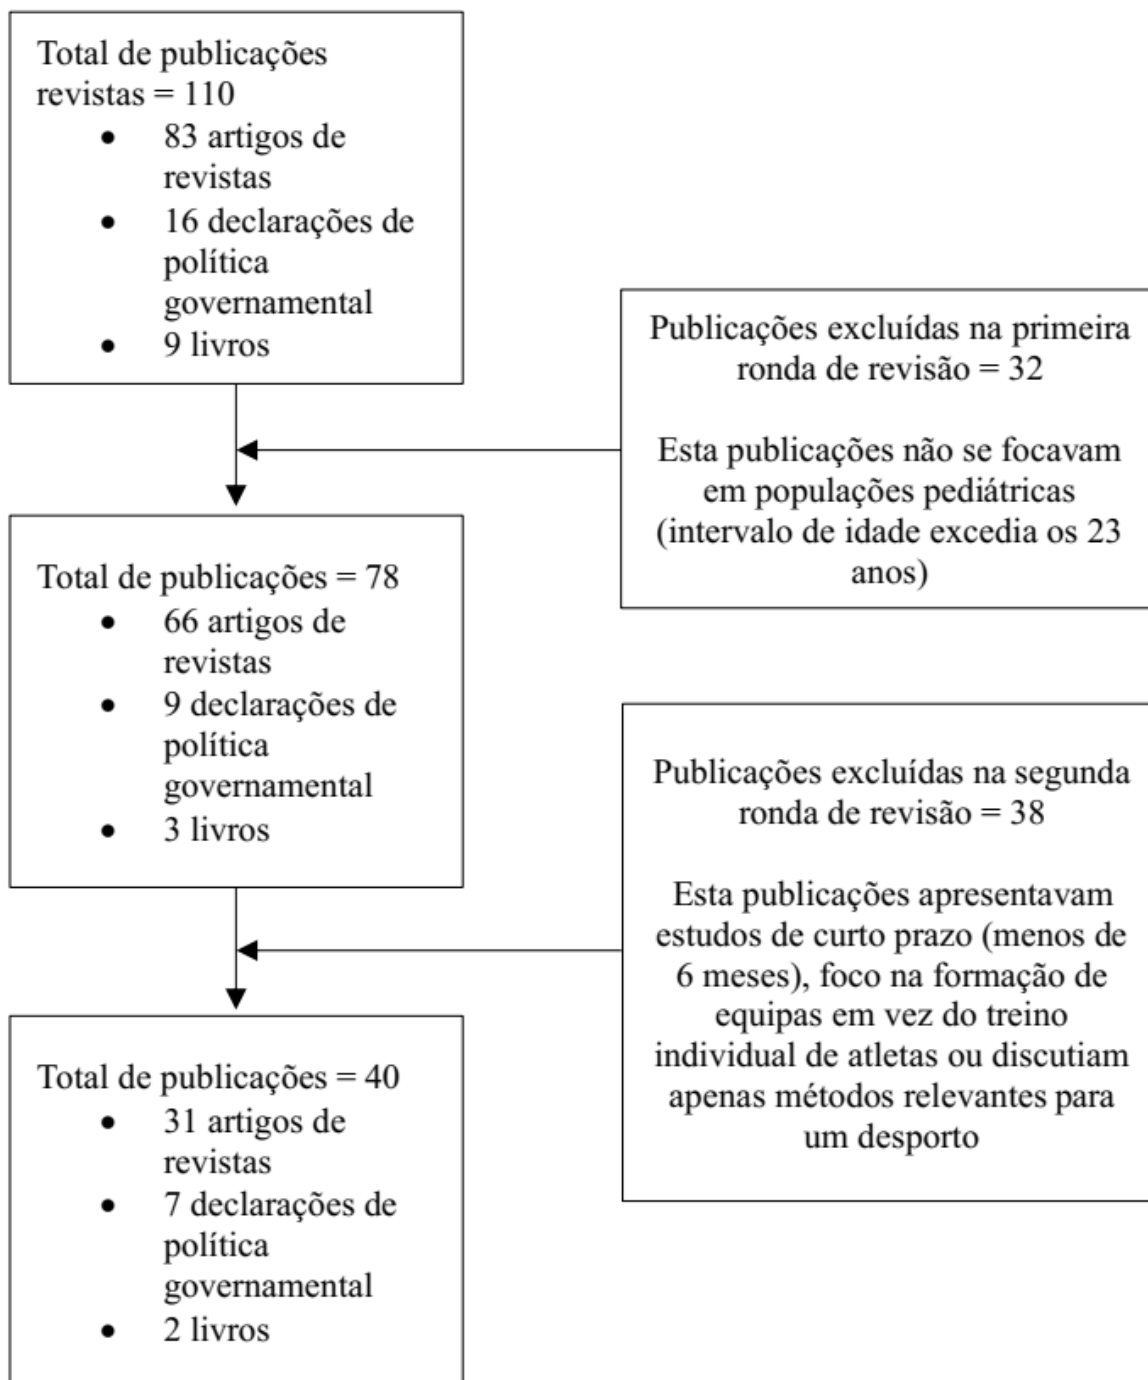 Total de publicações
revistas = 110
• 83 artigos de
revistas
• 16 declarações de
política
governamental
• 9 livros
Publicações excluídas na primeira
ronda de revisão = 32
Esta publicações não se focavam
em populações pediátricas
(intervalo de idade excedia os 23
anos)
Total de publicações = 78
• 66 artigos de
revistas
• 9 declarações de
política
governamental
• 3 livros
Publicações excluídas na segunda
ronda de revisão = 38
Esta publicações apresentavam
estudos de curto prazo (menos de
6 meses), foco na formação de
equipas em vez do treino
individual de atletas ou discutiam
apenas métodos relevantes para
um desporto
Total de publicações = 40
• 31 artigos de
revistas
• 7 declarações de
política
governamental
• 2 livros